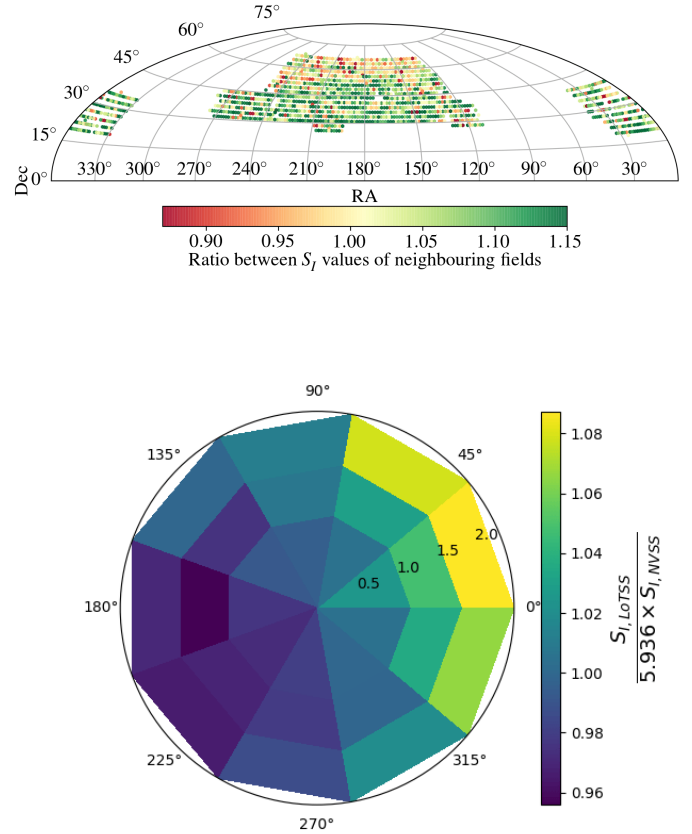 75°
60°
45°
30°
15°
0°
Dec
330° 300° 270° 240° 210° 180° 150° 120° 90° 60° 30°
RA
0.90 0.95 1.00 1.05 1.10 1.15
Ratio between S_I values of neighbouring fields
90°
135° 45°
180° 0°
225° 315°
270°
0.5 1.0 1.5 2.0
1.08
1.06
1.04
1.02
1.00
0.98
0.96
S_{I, LoTSS}
5.936 × S_{I, NVSS}